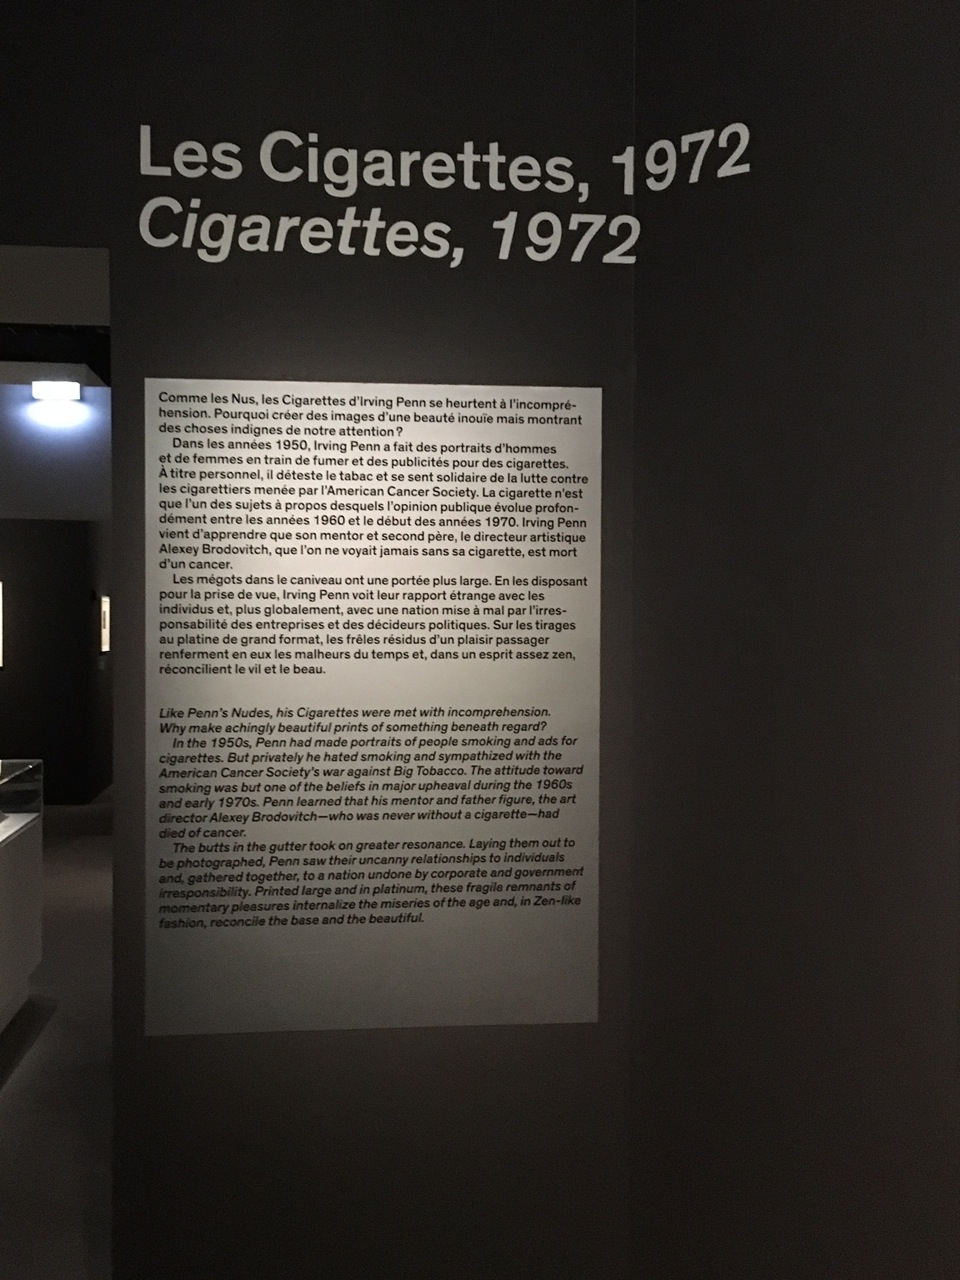 Les Cigarettes, 1972
Cigarettes, 1972
Comme les Nus, les Cigarettes d'Irving Penn se heurtent à l'incompré-
hension. Pourquoi créer des images d'une beauté inouïe mais montrant
des choses indignes de notre attention ?
Dans les années 1950, Irving Penn a fait des portraits d'hommes
et de femmes en train de fumer et des publicités pour des cigarettes.
À titre personnel, il déteste le tabac et se sent solidaire de la lutte contre
les cigarettiers menée par l'American Cancer Society. La cigarette n'est
que l'un des sujets à propos desquels l'opinion publique évolue profon-
dément entre les années 1960 et le début des années 1970. Irving Penn
vient d'apprendre que son mentor et second père, le directeur artistique
Alexey Brodovitch, que l'on ne voyait jamais sans sa cigarette, est mort
d'un cancer.
Les mégots dans le caniveau ont une portée plus large. En les disposant
pour la prise de vue, Irving Penn voit leur rapport étrange avec les
individus et, plus globalement, avec une nation mise à mal par l'irres-
ponsabilité des entreprises et des décideurs politiques. Sur les tirages
au platine de grand format, les frêles résidus d'un plaisir passager
renferment en eux les malheurs du temps et, dans un esprit assez zen,
réconcilient le vil et le beau.
Like Penn's Nudes, his Cigarettes were met with incomprehension.
Why make achingly beautiful prints of something beneath regard?
In the 1950s, Penn had made portraits of people smoking and ads for
cigarettes. But privately he hated smoking and sympathized with the
American Cancer Society's war against Big Tobacco. The attitude toward
smoking was but one of the beliefs in major upheaval during the 1960s
and early 1970s. Penn learned that his mentor and father figure, the art
director Alexey Brodovitch—who was never without a cigarette—had
died of cancer.
The butts in the gutter took on greater resonance. Laying them out to
be photographed, Penn saw their uncanny relationships to individuals
and, gathered together, to a nation undone by corporate and government
irresponsibility. Printed large and in platinum, these fragile remnants of
momentary pleasures internalize the miseries of the age and, in Zen-like
fashion, reconcile the base and the beautiful.